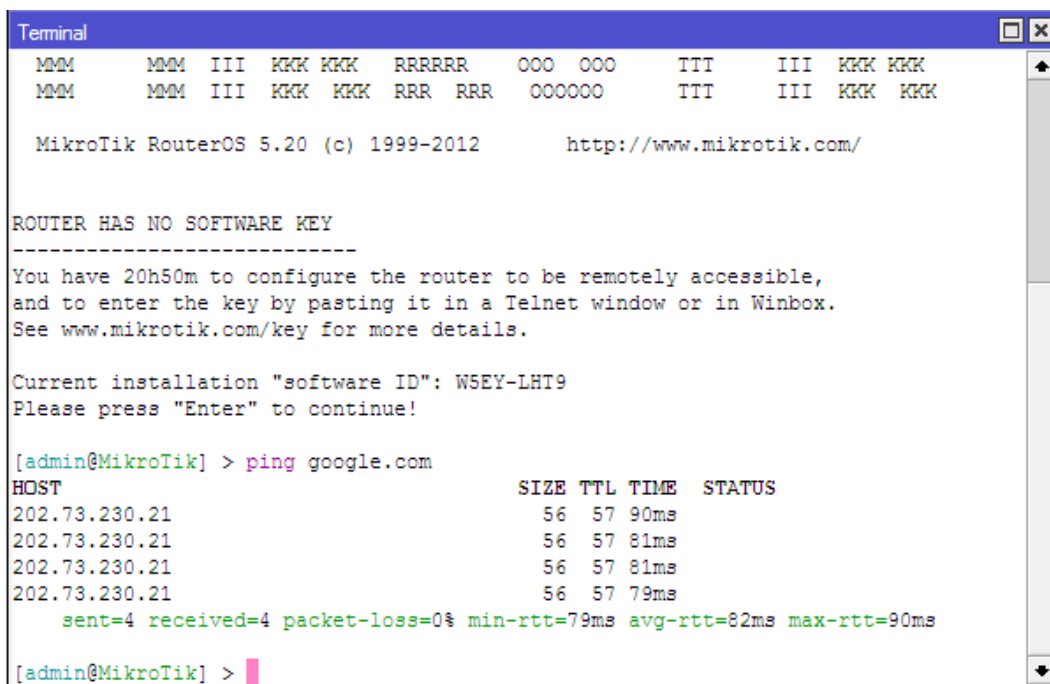 Terminal
MMM MMM III KKK KKK RRRRRR OOO OOO TTT III KKK KKK
MMM MMM III KKK KKK RRR RRR OOOOOO TTT III KKK KKK
MikroTik RouterOS 5.20 (c) 1999-2012 http://www.mikrotik.com/
ROUTER HAS NO SOFTWARE KEY
----------------------------
You have 20h50m to configure the router to be remotely accessible,
and to enter the key by pasting it in a Telnet window or in Winbox.
See www.mikrotik.com/key for more details.
Current installation "software ID": W5EY-LHT9
Please press "Enter" to continue!
[admin@MikroTik] > ping google.com
HOST SIZE TTL TIME STATUS
202.73.230.21 56 57 90ms
202.73.230.21 56 57 81ms
202.73.230.21 56 57 81ms
202.73.230.21 56 57 79ms
sent=4 received=4 packet-loss=0% min-rtt=79ms avg-rtt=82ms max-rtt=90ms
[admin@MikroTik] >